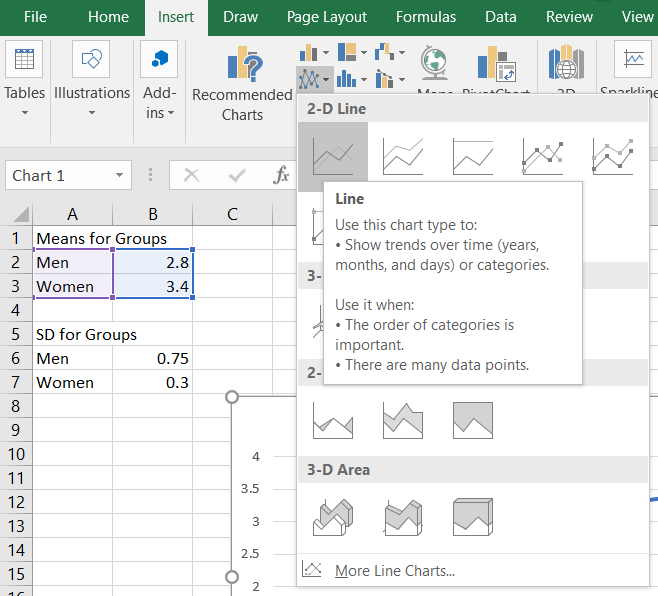 File Home Insert Draw Page Layout Formulas Data Review View
Tables Illustrations Add-ins Recommended Charts
Chart 1 fx
A B C
1 Means for Groups
2 Men 2.8
3 Women 3.4
4
5 SD for Groups
6 Men 0.75
7 Women 0.3
8
9
10
11
12
13
14
15
4
3.5
3
2.5
2
2-D Line
Line
Use this chart type to:
• Show trends over time (years,
months, and days) or categories.
Use it when:
• The order of categories is
important.
• There are many data points.
3-
2-
3-D Area
More Line Charts...